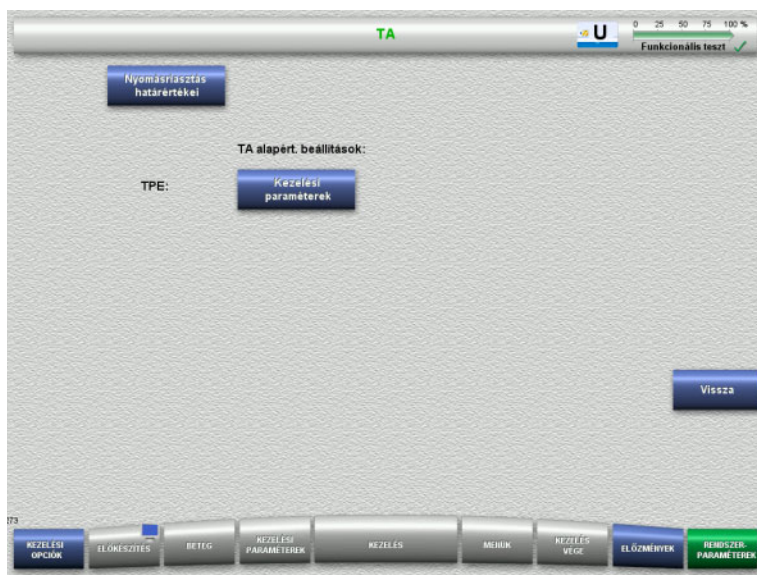 TA
U
0 25 50 75 100 %
Funkcionális teszt
Nyomásriasztás
határértékei
TA alapért. beállítások:
TPE:
Kezelési
paraméterek
Vissza
273
KEZELÉSI
OPCIÓK
ELŐKÉSZÍTÉS
BETEG
KEZELÉSI
PARAMÉTEREK
KEZELÉS
MENÜK
KEZELÉS
VÉGE
ELŐZMÉNYEK
RENDSZER-
PARAMÉTEREK